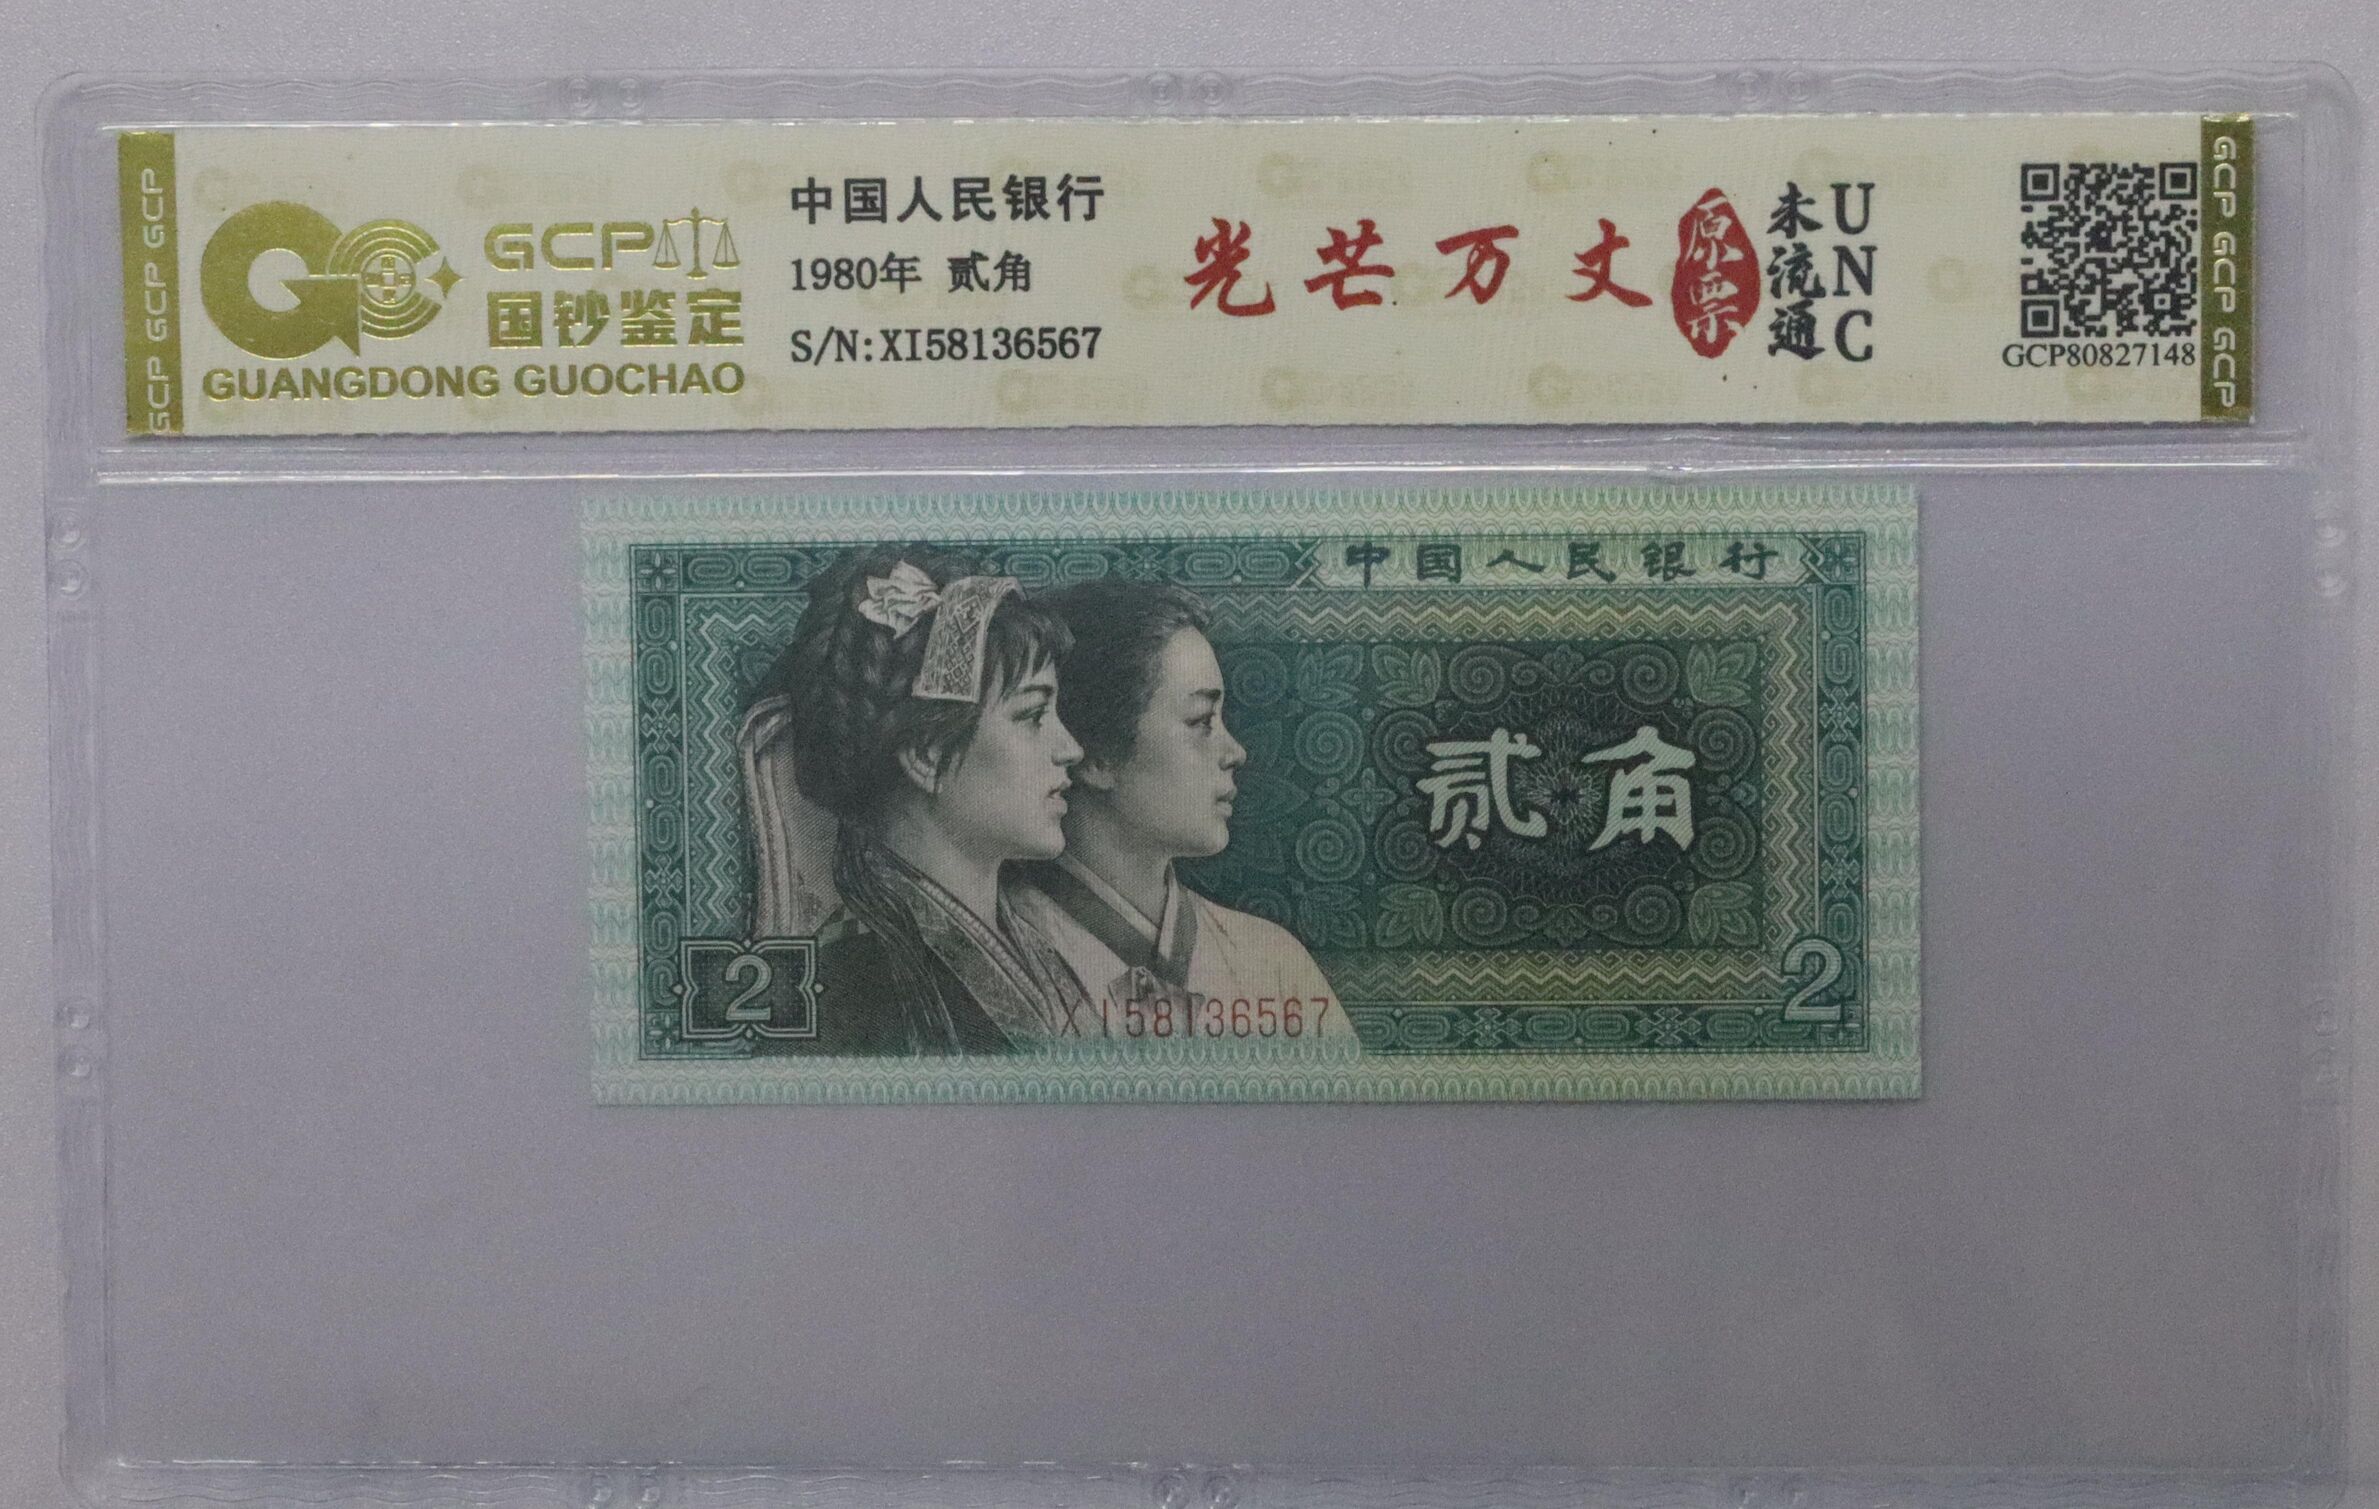 GCP GCP GCP
GCP
国钞鉴定
GUANGDONG GUOCHAO
中国人民银行
1980年 贰角
S/N:XI58136567
光芒万丈
原票
未流通
UNC
GCP80827148
GCP GCP GCP
中国人民银行
贰角
2
XI58136567
2